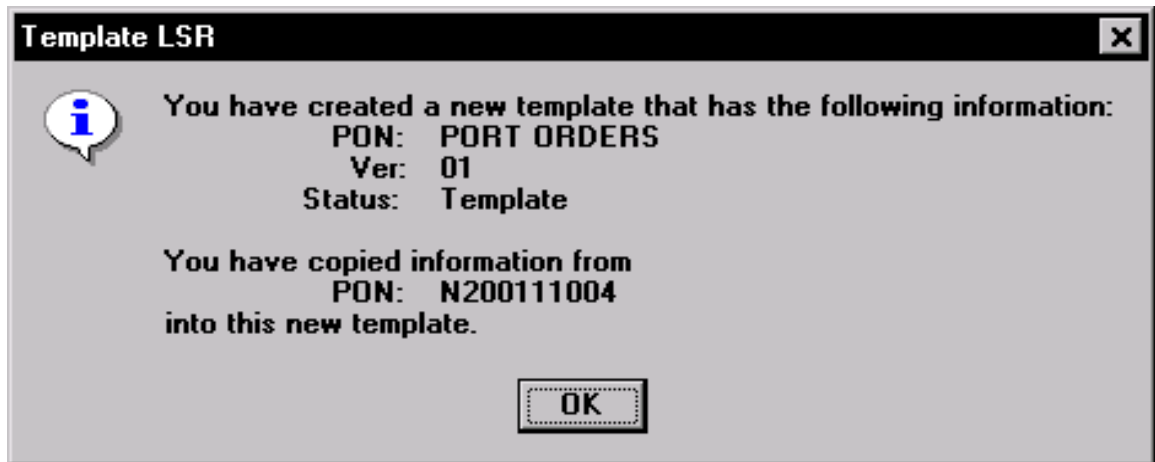 Template LSR
You have created a new template that has the following information:
PON: PORT ORDERS
Ver: 01
Status: Template
You have copied information from
PON: N200111004
into this new template.
OK